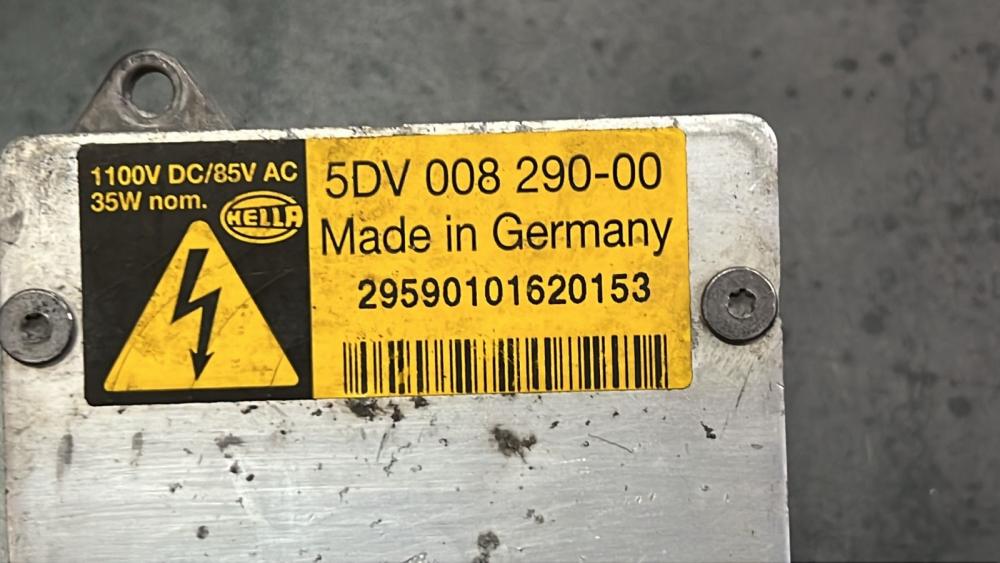 1100V DC/85V AC
35W nom.
HELLA
5DV 008 290-00
Made in Germany
29590101620153